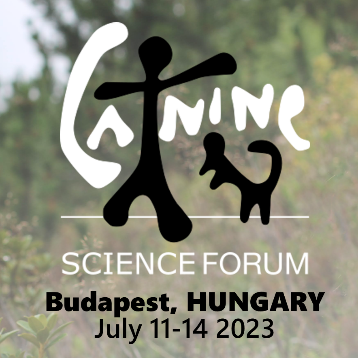 CANINE
SCIENCE FORUM
Budapest, HUNGARY
July 11-14 2023